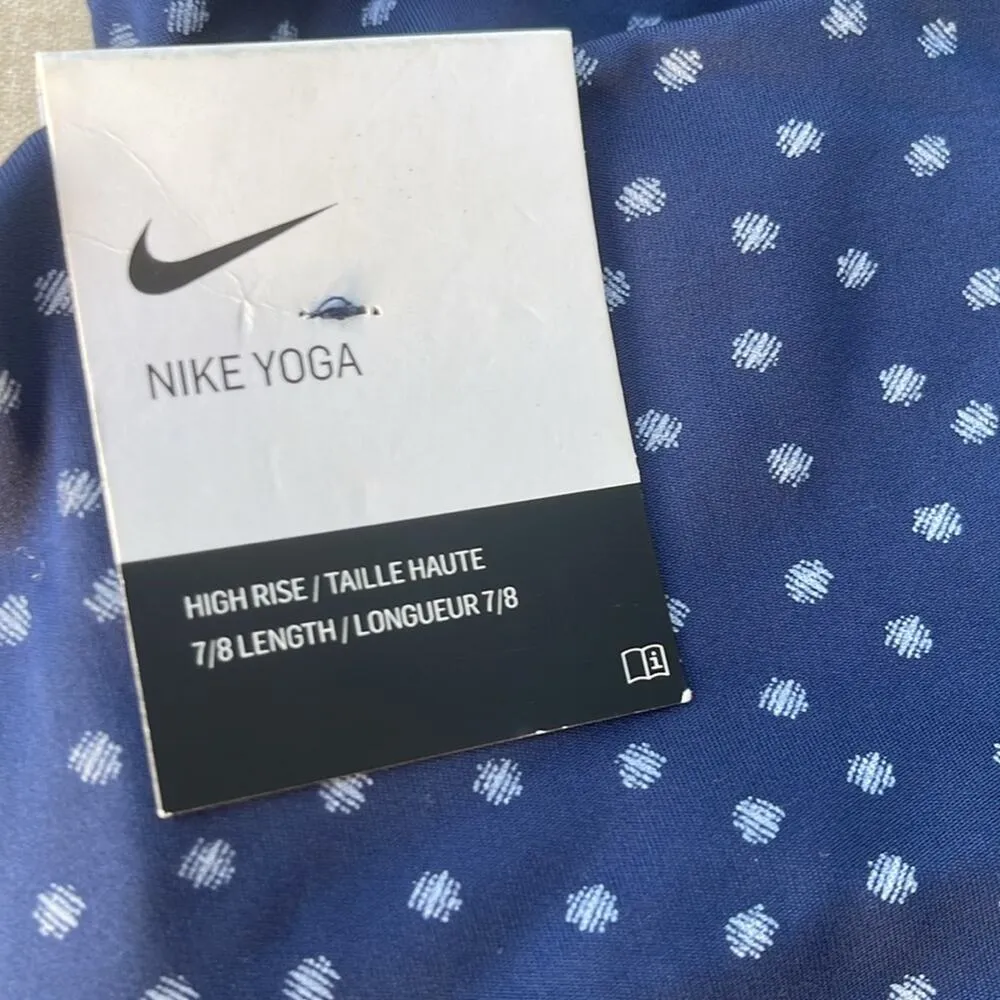 NIKE YOGA
HIGH RISE / TAILLE HAUTE
7/8 LENGTH / LONGUEUR 7/8
i